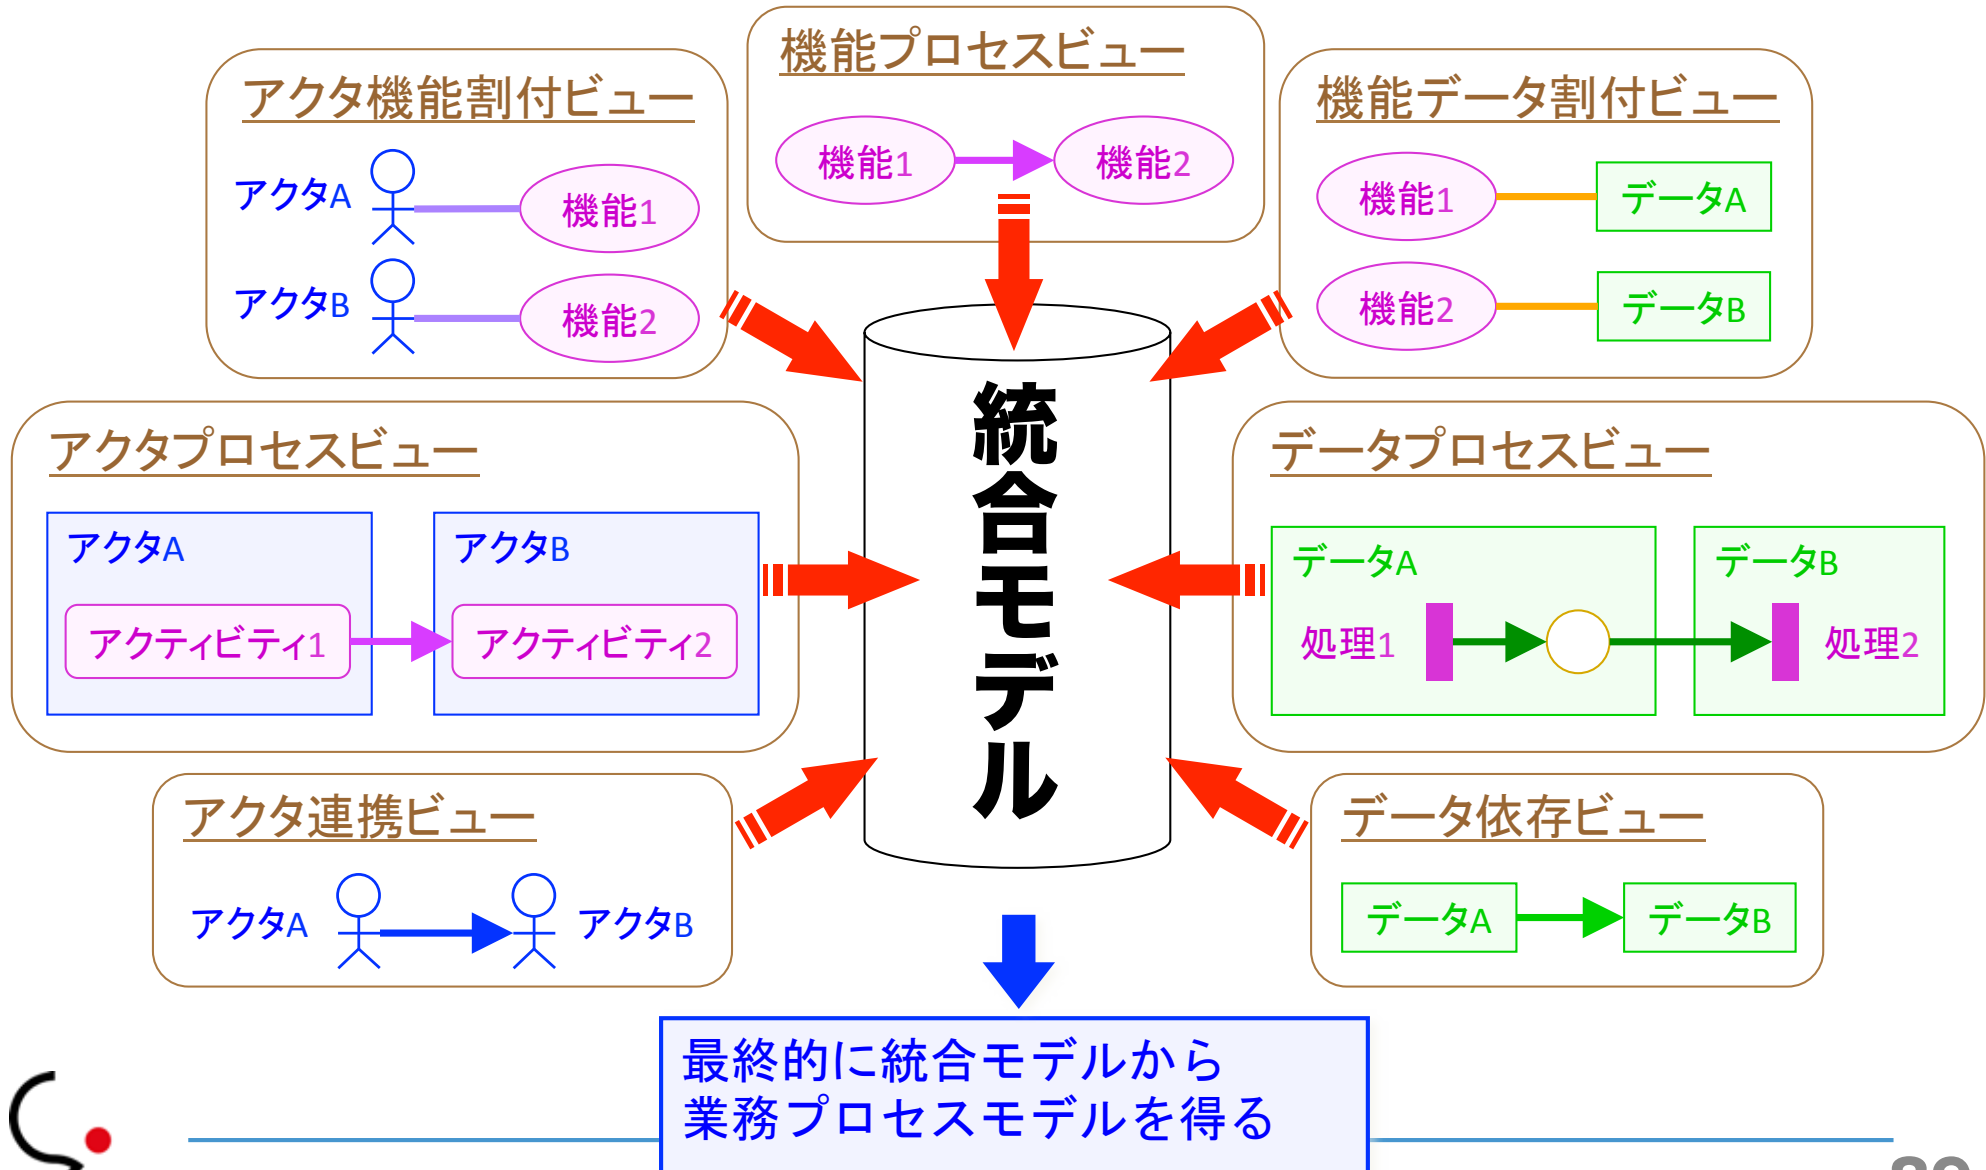 機能プロセスビュー
機能1
機能2
アクタ機能割付ビュー
アクタA
機能1
アクタB
機能2
機能データ割付ビュー
機能1
データA
機能2
データB
アクタプロセスビュー
アクタA
アクティビティ1
アクタB
アクティビティ2
統合モデル
データプロセスビュー
データA
処理1
データB
処理2
アクタ連携ビュー
アクタA
アクタB
データ依存ビュー
データA
データB
最終的に統合モデルから
業務プロセスモデルを得る